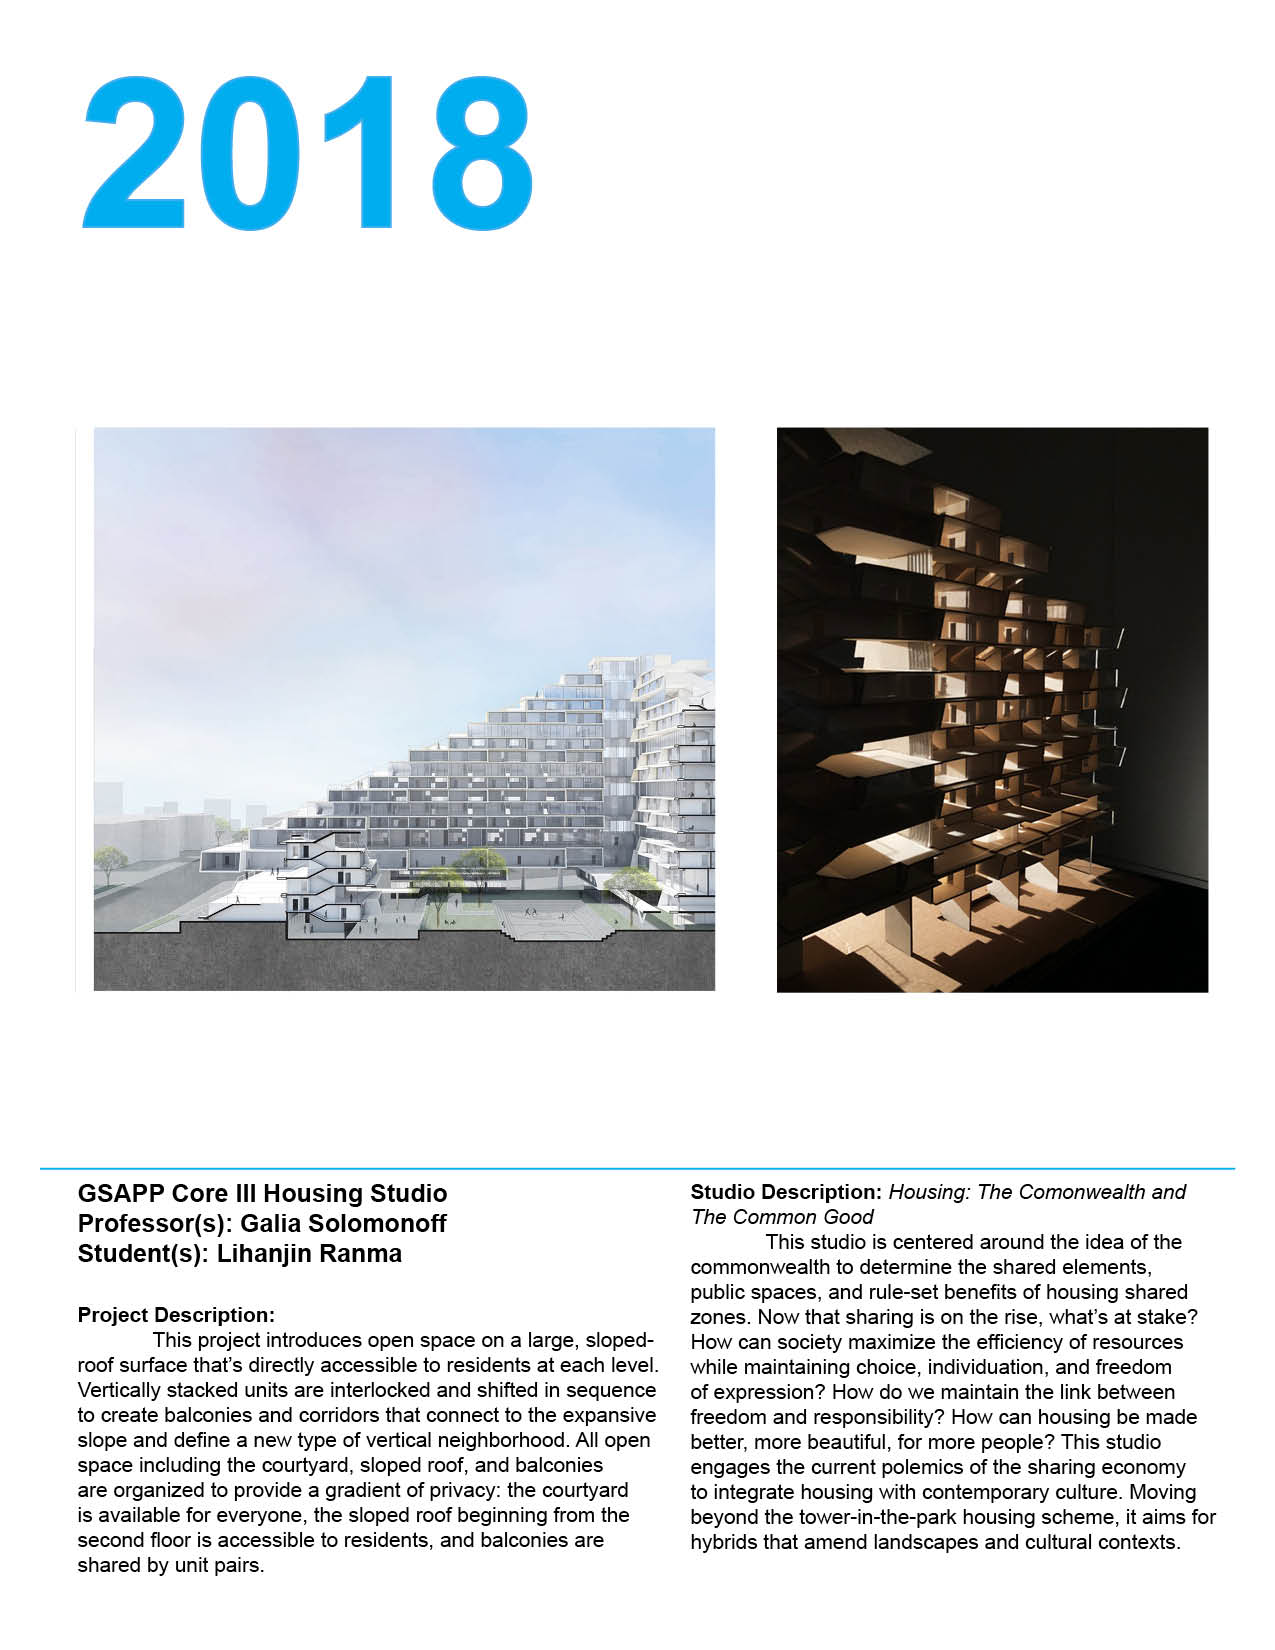 2018
GSAPP Core III Housing Studio
Professor(s): Galia Solomonoff
Student(s): Lihanjin Ranma
Project Description:
This project introduces open space on a large, sloped-
roof surface that’s directly accessible to residents at each level.
Vertically stacked units are interlocked and shifted in sequence
to create balconies and corridors that connect to the expansive
slope and define a new type of vertical neighborhood. All open
space including the courtyard, sloped roof, and balconies
are organized to provide a gradient of privacy: the courtyard
is available for everyone, the sloped roof beginning from the
second floor is accessible to residents, and balconies are
shared by unit pairs.
Studio Description: Housing: The Comonwealth and
The Common Good
This studio is centered around the idea of the
commonwealth to determine the shared elements,
public spaces, and rule-set benefits of housing shared
zones. Now that sharing is on the rise, what’s at stake?
How can society maximize the efficiency of resources
while maintaining choice, individuation, and freedom
of expression? How do we maintain the link between
freedom and responsibility? How can housing be made
better, more beautiful, for more people? This studio
engages the current polemics of the sharing economy
to integrate housing with contemporary culture. Moving
beyond the tower-in-the-park housing scheme, it aims for
hybrids that amend landscapes and cultural contexts.